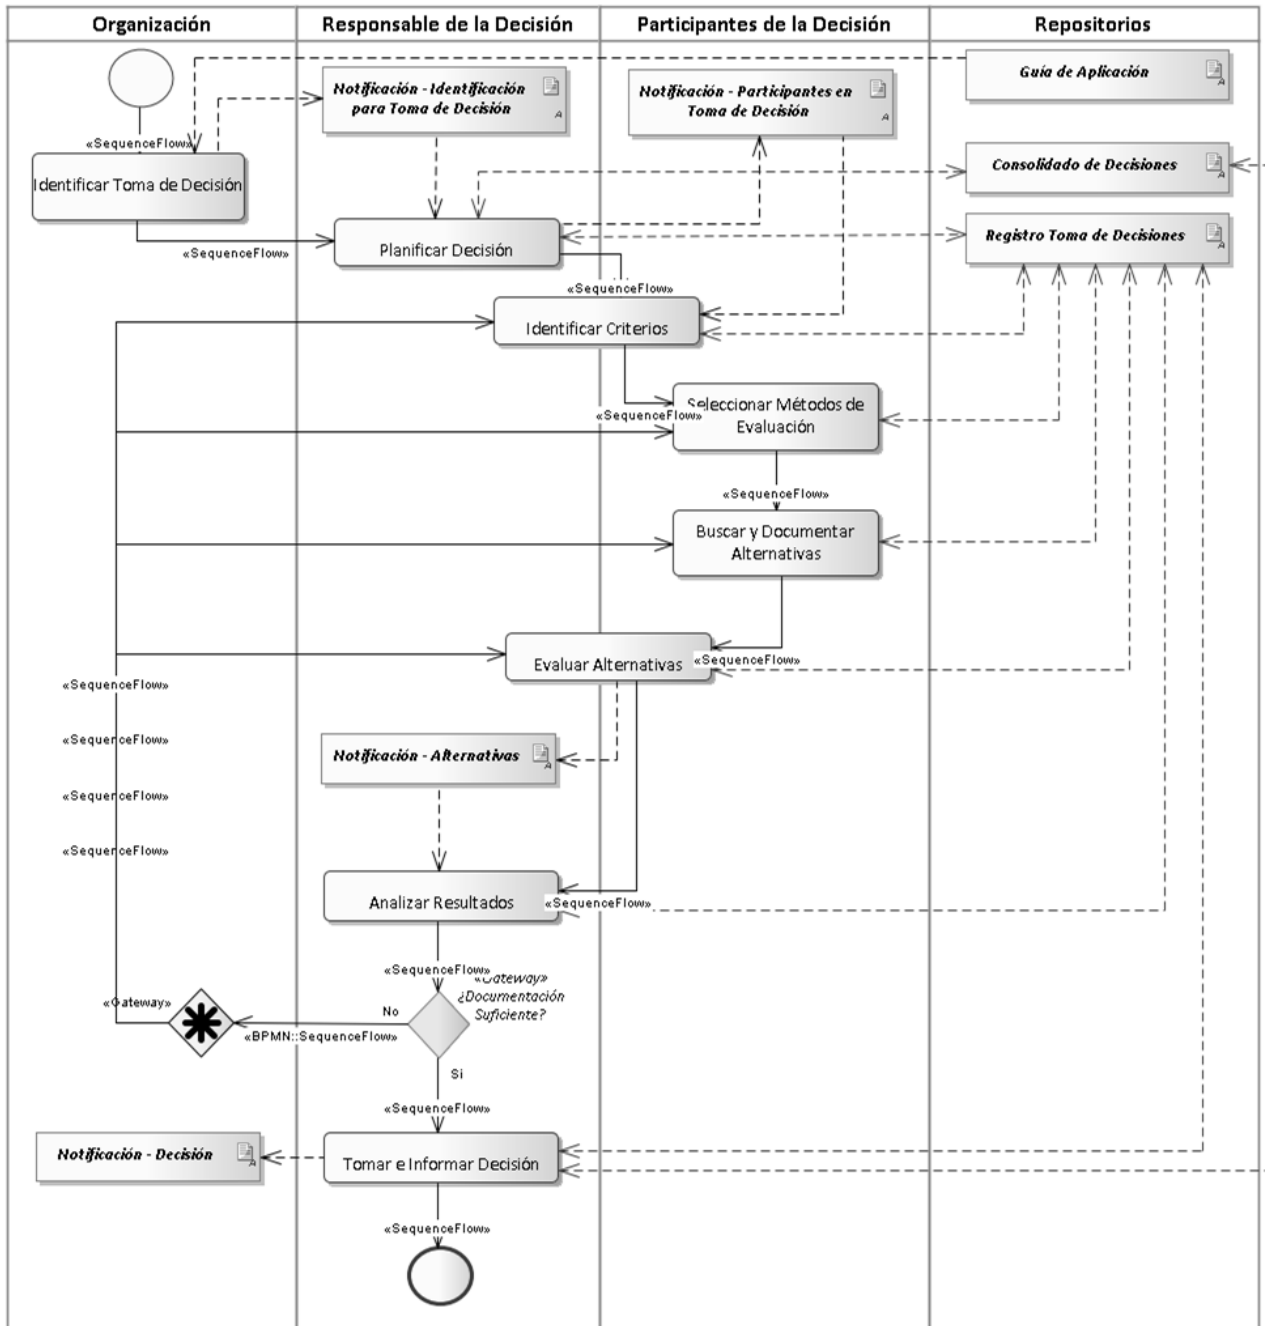 Organización
Responsable de la Decisión
Participantes de la Decisión
Repositorios
Guía de Aplicación
Notificación - Identificación
para Toma de Decisión
A
Notificación - Participantes en
Toma de Decisión
A
A
«SequenceFlow»
Identificar Toma de Decisión
Consolidado de Decisiones
A
Registro Toma de Decisiones
A
Planificar Decisión
«SequenceFlow»
«SequenceFlow»
Identificar Criterios
Seleccionar Métodos de
Evaluación
«SequenceFlow»
«SequenceFlow»
Buscar y Documentar
Alternativas
Evaluar Alternativas
«SequenceFlow»
«SequenceFlow»
«SequenceFlow»
«SequenceFlow»
«SequenceFlow»
Notificación - Alternativas
A
Analizar Resultados
«SequenceFlow»
«SequenceFlow»
«Gateway»
¿Documentación
Suficiente?
«Gateway»
No
«BPMN::SequenceFlow»
Si
«SequenceFlow»
Notificación - Decisión
A
Tomar e Informar Decisión
«SequenceFlow»